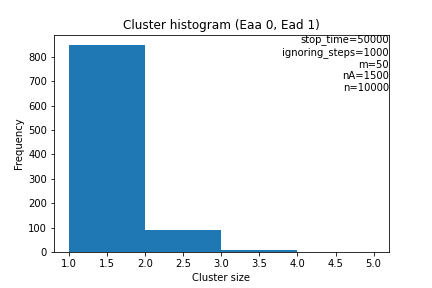 Cluster histogram (Eaa 0, Ead 1)
stop_time=50000
ignoring_steps=1000
m=50
nA=1500
n=10000
800
700
600
500
400
300
200
100
0
Frequency
1.0 1.5 2.0 2.5 3.0 3.5 4.0 4.5 5.0
Cluster size